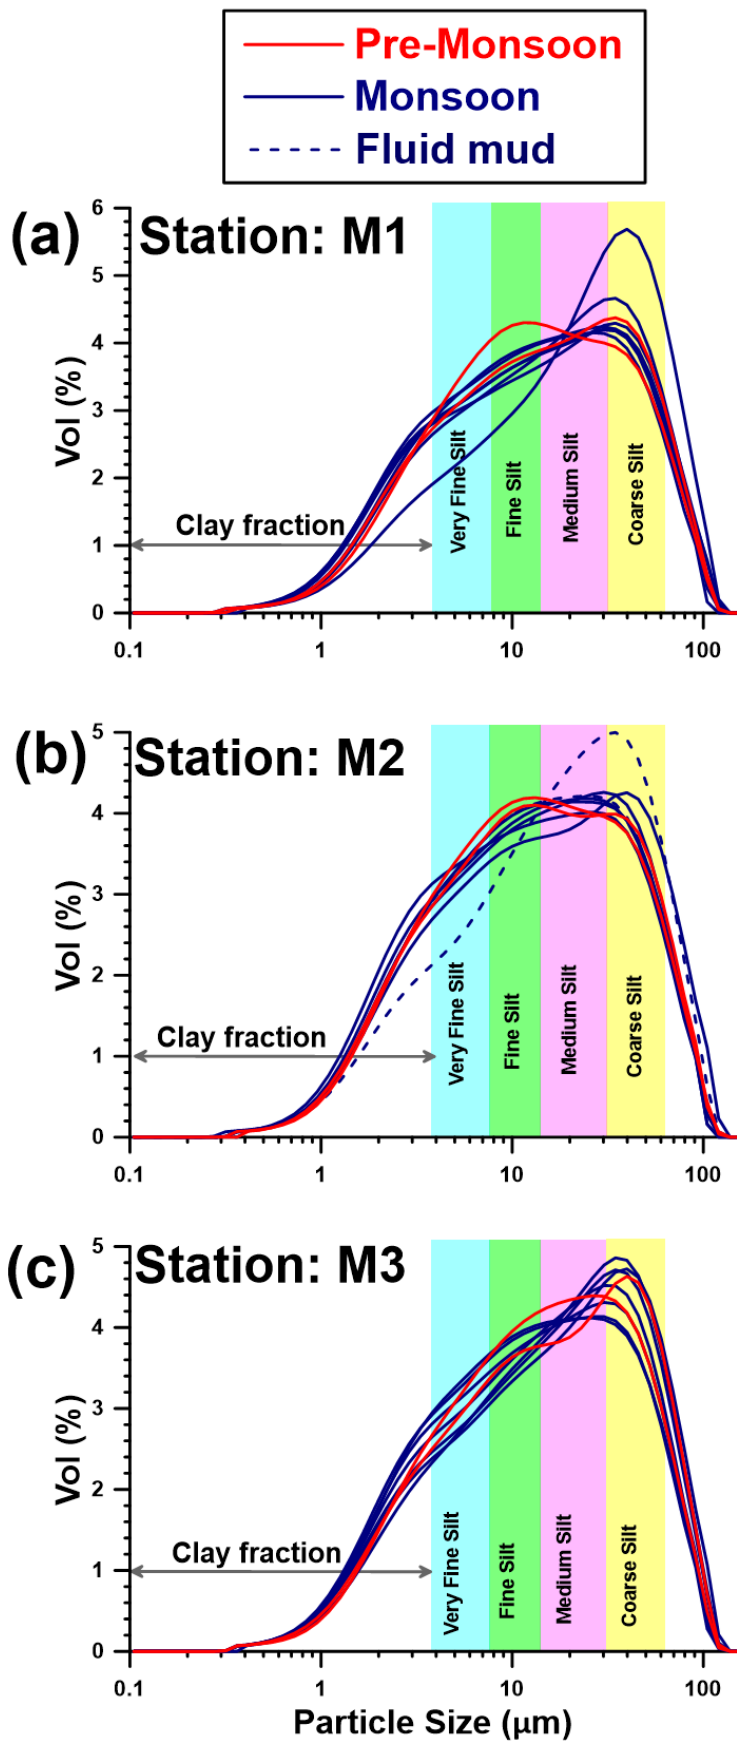 Pre-Monsoon
Monsoon
Fluid mud
(a) Station: M1
6
5
4
3
2
1
0
Vol (%)
Clay fraction
Very Fine Silt
Fine Silt
Medium Silt
Coarse Silt
0.1 1 10 100
(b) Station: M2
5
4
3
2
1
0
Vol (%)
Clay fraction
Very Fine Silt
Fine Silt
Medium Silt
Coarse Silt
0.1 1 10 100
(c) Station: M3
5
4
3
2
1
0
Vol (%)
Clay fraction
Very Fine Silt
Fine Silt
Medium Silt
Coarse Silt
0.1 1 10 100
Particle Size (µm)